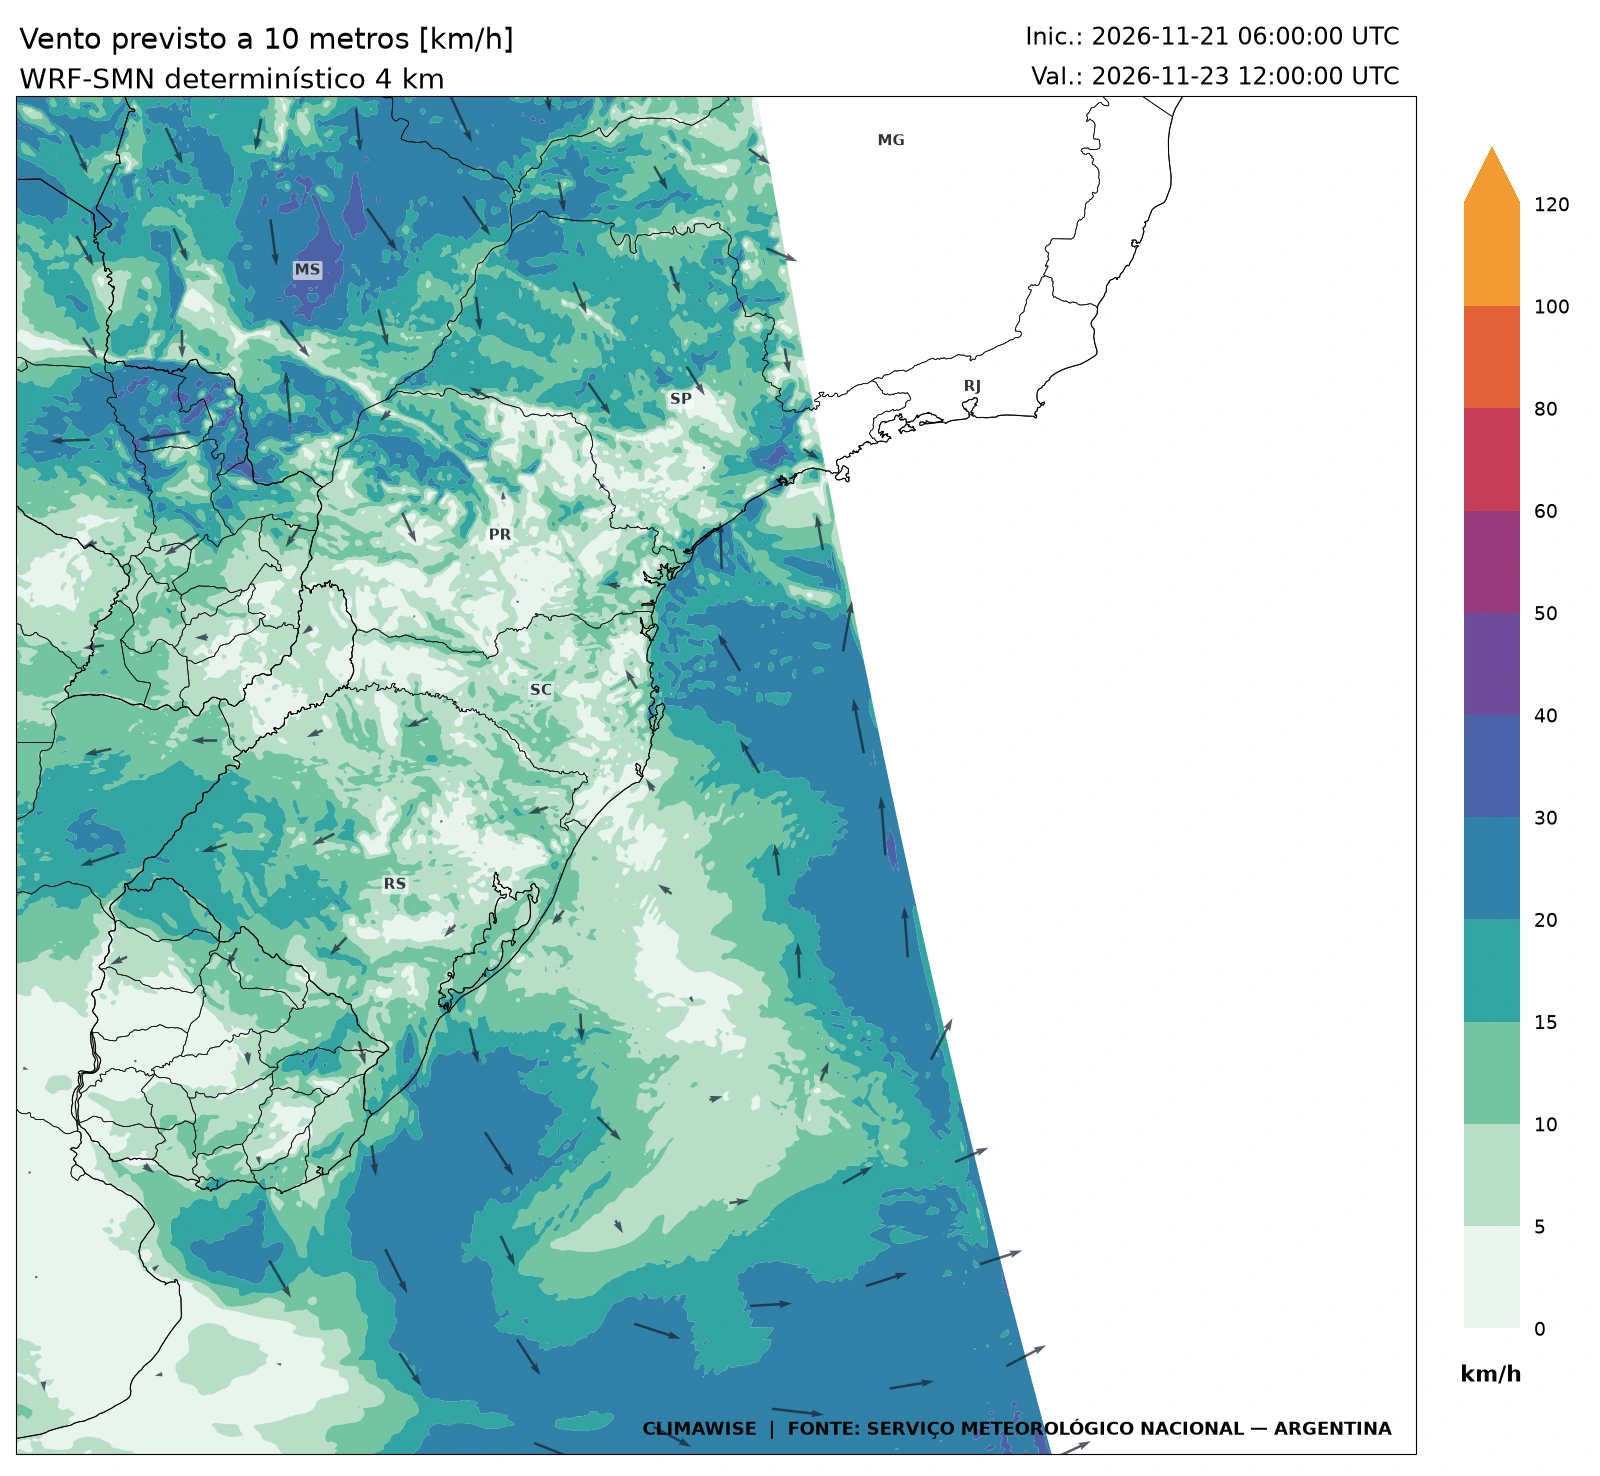 Vento previsto a 10 metros [km/h]
WRF-SMN determinístico 4 km
Inic.: 2026-11-21 06:00:00 UTC
Val.: 2026-11-23 12:00:00 UTC
MG
MS
RJ
SP
PR
SC
RS
120
100
80
60
50
40
30
20
15
10
5
0
km/h
CLIMAWISE | FONTE: SERVIÇO METEOROLÓGICO NACIONAL — ARGENTINA